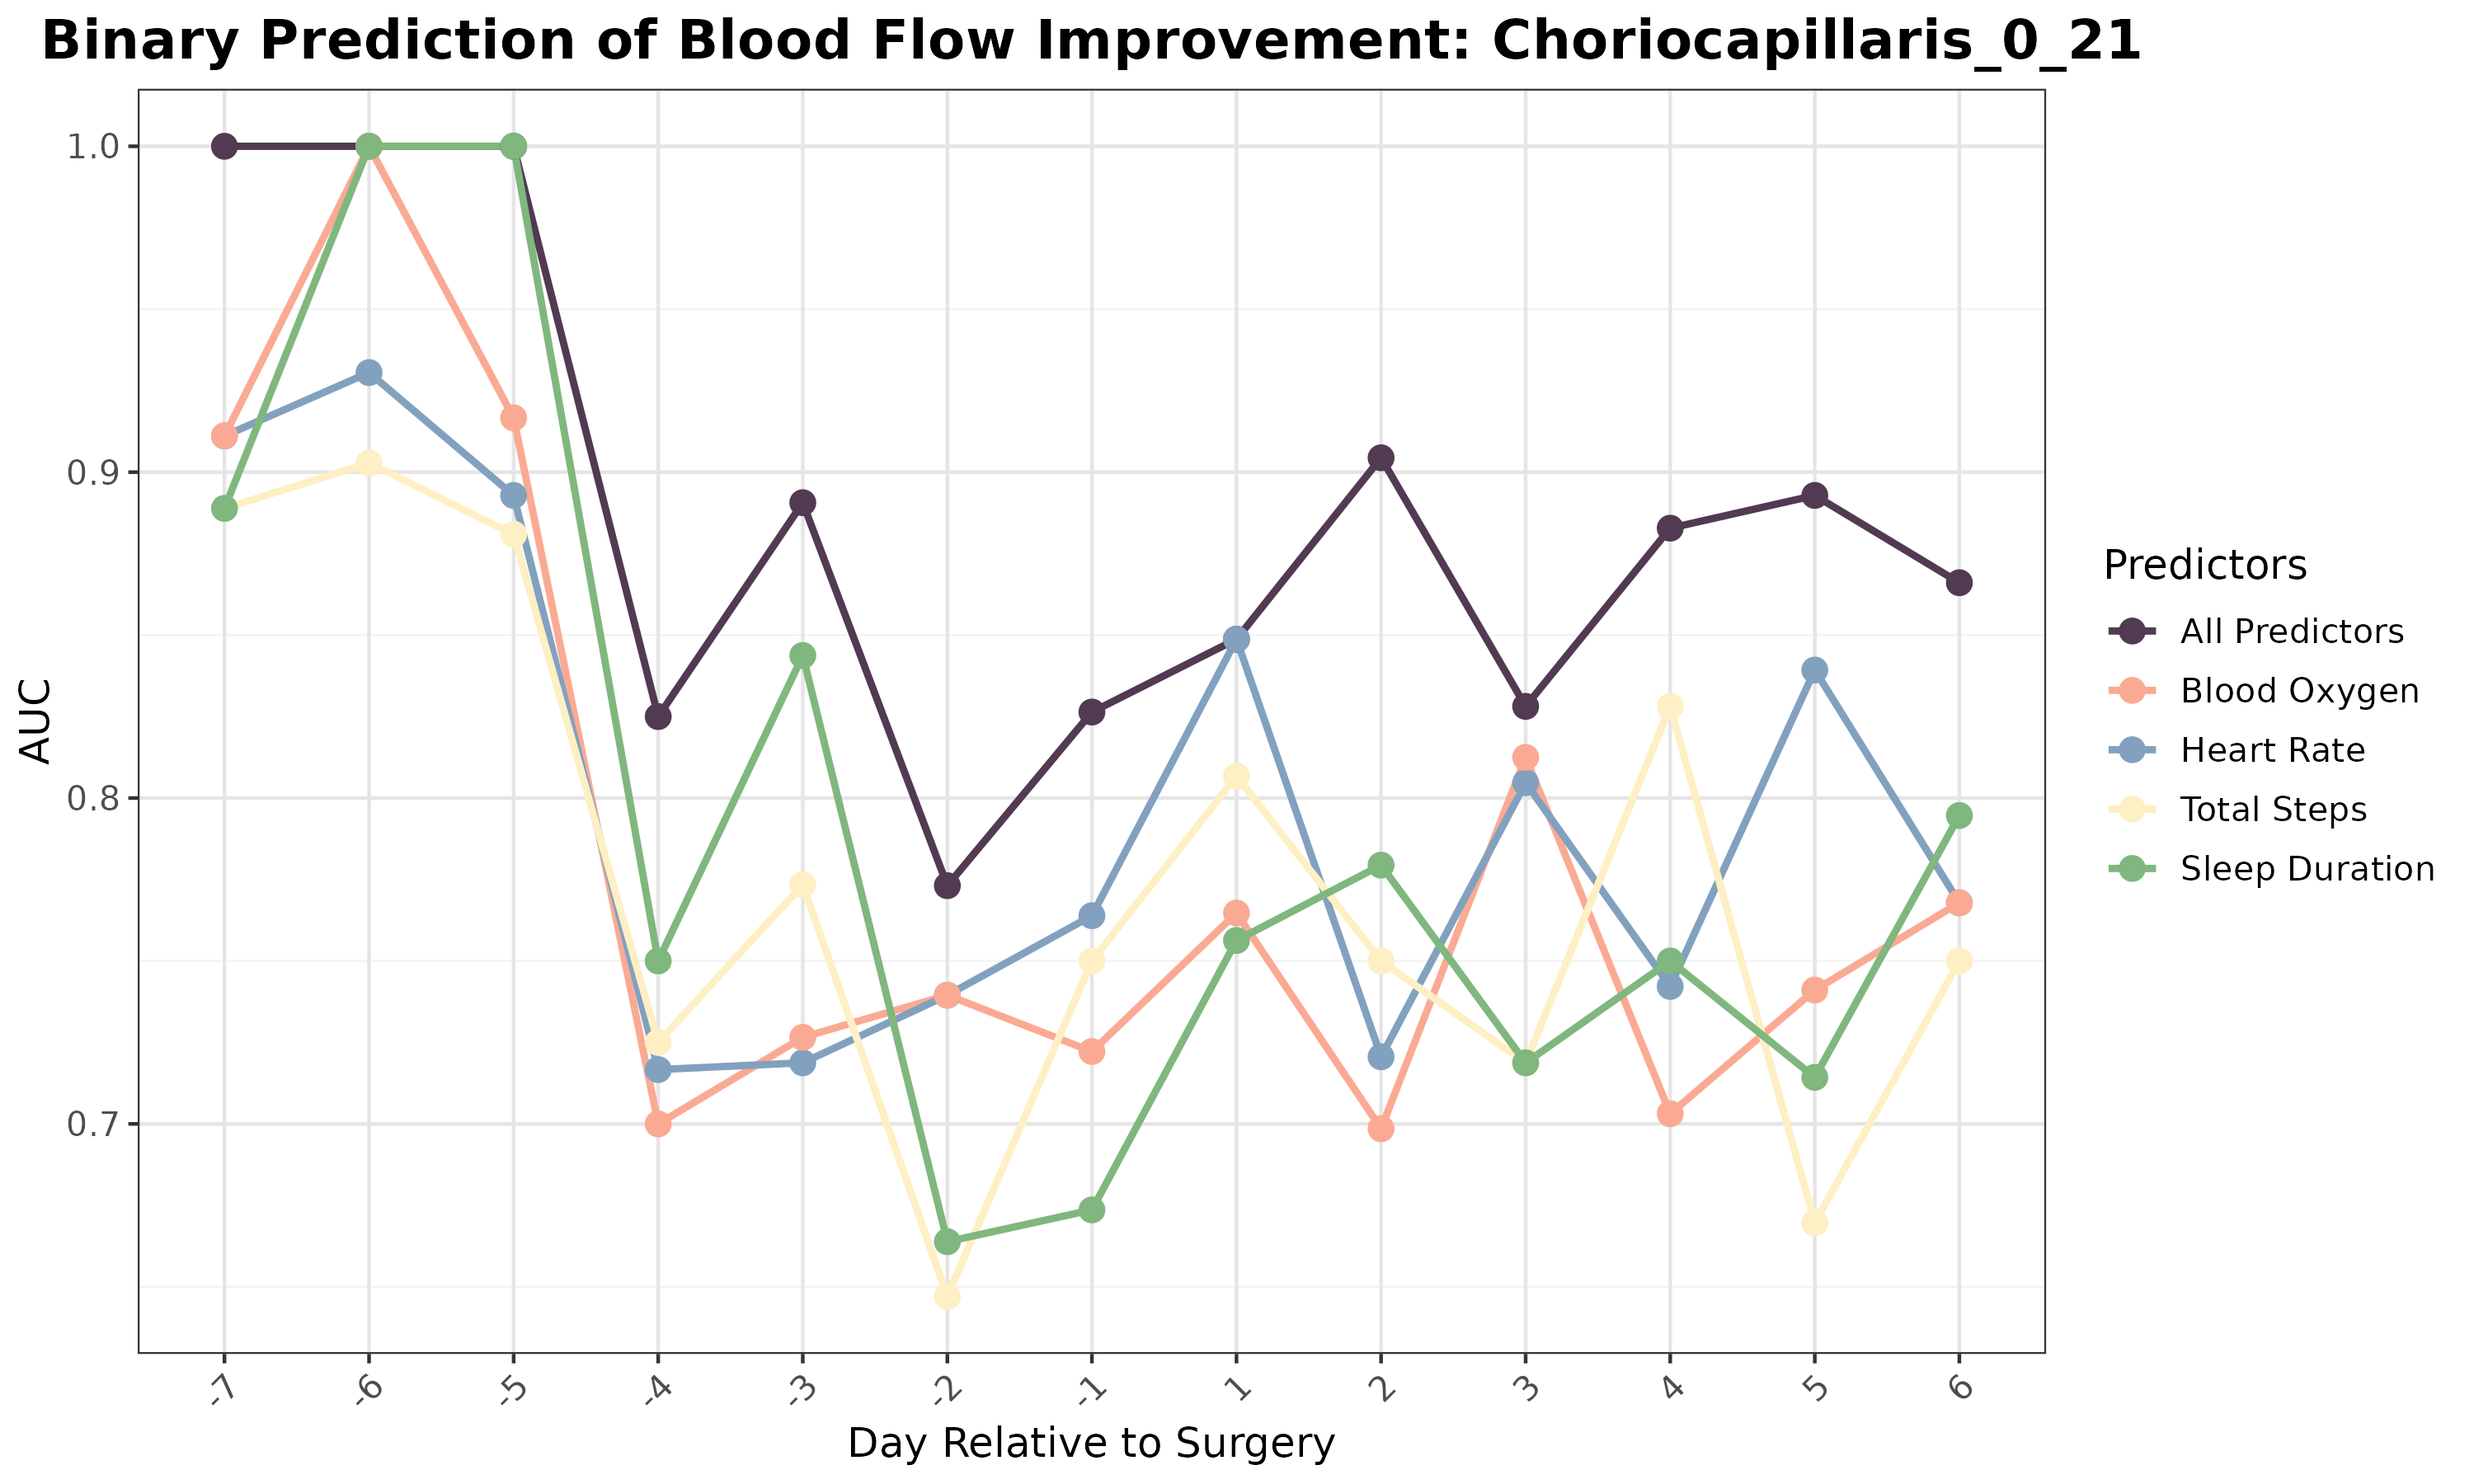 Binary Prediction of Blood Flow Improvement: Choriocapillaris_0_21
1.0
0.9
0.8
0.7
AUC
-7
-6
-5
-4
-3
-2
-1
1
2
3
4
5
6
Day Relative to Surgery
Predictors
All Predictors
Blood Oxygen
Heart Rate
Total Steps
Sleep Duration